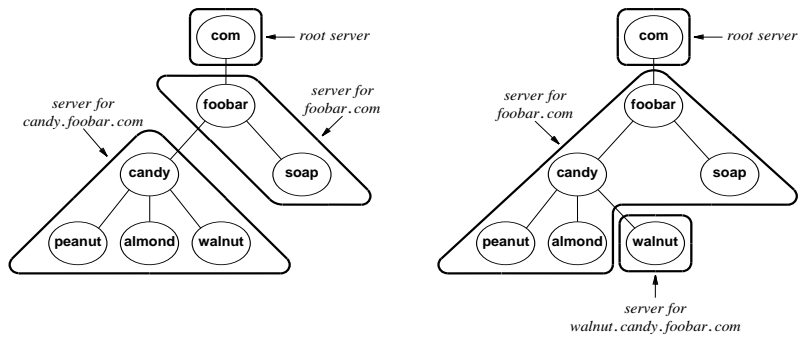 com
root server
server for
candy.foobar.com
foobar
server for
foobar.com
candy
soap
peanut
almond
walnut
com
root server
server for
foobar.com
foobar
candy
soap
peanut
almond
walnut
server for
walnut.candy.foobar.com